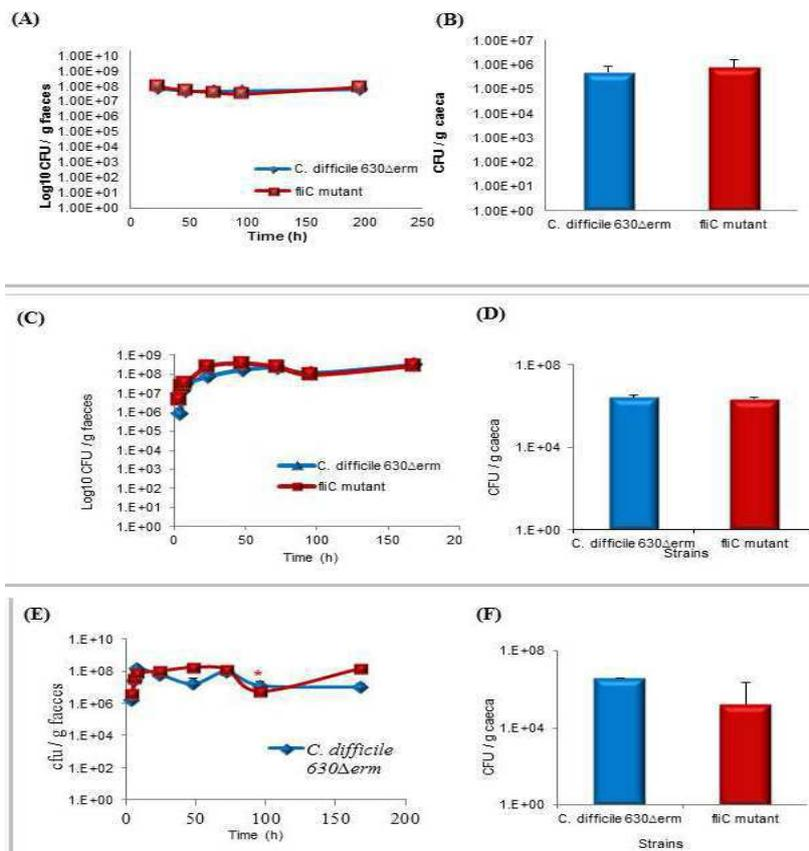 (A)
Log10 CFU / g faeces
1.00E+10
1.00E+09
1.00E+08
1.00E+07
1.00E+06
1.00E+05
1.00E+04
1.00E+03
1.00E+02
1.00E+01
1.00E+00
C. difficile 630Δerm
fliC mutant
0 50 100 150 200 250
Time (h)
(B)
CFU / g caeca
1.00E+07
1.00E+06
1.00E+05
1.00E+04
1.00E+03
1.00E+02
1.00E+01
1.00E+00
C. difficile 630Δerm fliC mutant
(C)
Log10 CFU / g faeces
1.E+09
1.E+08
1.E+07
1.E+06
1.E+05
1.E+04
1.E+03
1.E+02
1.E+01
1.E+00
C. difficile 630Δerm
fliC mutant
0 50 100 150 20
Time (h)
(D)
CFU / g caeca
1.E+08
1.E+04
1.E+00
C. difficile 630Δerm fliC mutant
Strains
(E)
cfu / g faeces
1.E+10
1.E+08
1.E+06
1.E+04
1.E+02
1.E+00
*
C. difficile
630Δerm
0 50 100 150 200
Time (h)
(F)
CFU / g caeca
1.E+08
1.E+04
1.E+00
C. difficile 630Δerm fliC mutant
Strains